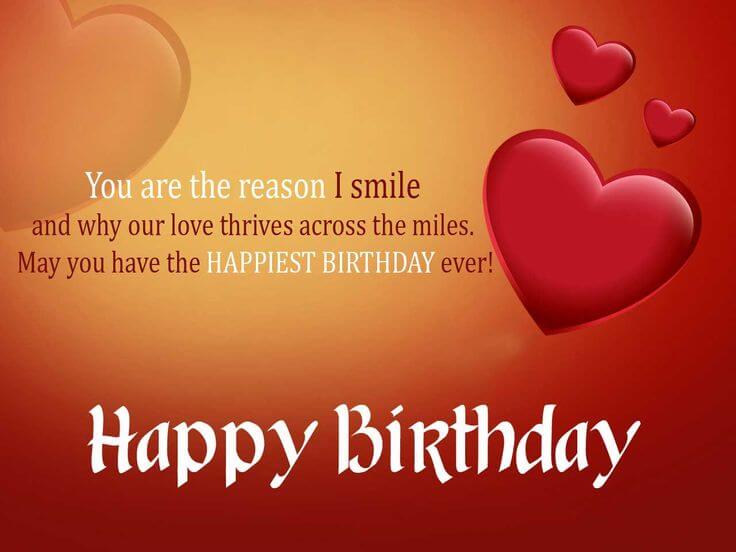 You are the reason I smile
and why our love thrives across the miles.
May you have the HAPPIEST BIRTHDAY ever!
Happy Birthday